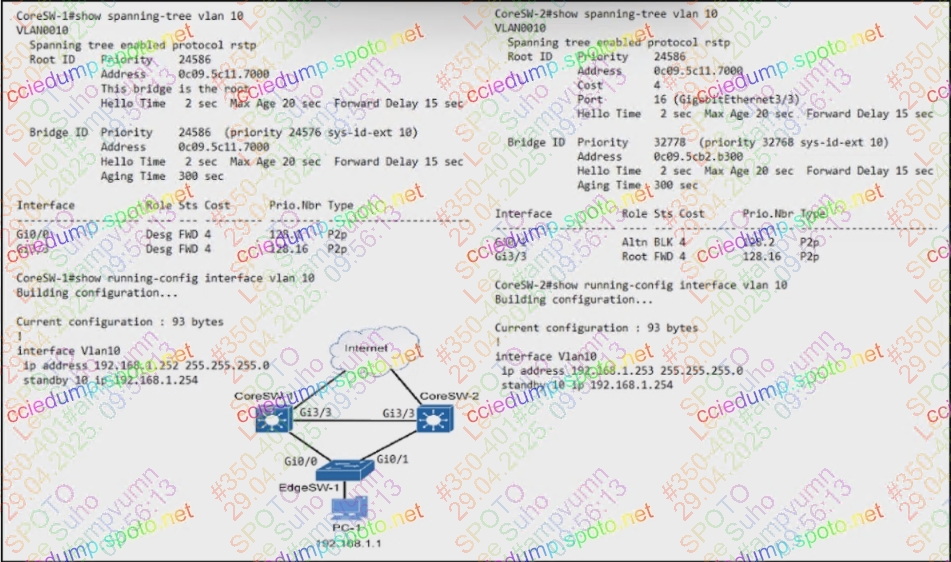 CoreSW-1#show spanning-tree vlan 10
VLAN0010
Spanning tree enabled protocol rstp
Root ID Priority 24586
Address 0c09.5c11.7000
This bridge is the root
Hello Time 2 sec Max Age 20 sec Forward Delay 15 sec
Bridge ID Priority 24586 (priority 24576 sys-id-ext 10)
Address 0c09.5c11.7000
Hello Time 2 sec Max Age 20 sec Forward Delay 15 sec
Aging Time 300 sec
Interface Role Sts Cost Prio.Nbr Type
Gi0/0 Desg FWD 4 P2p
Desg FWD 4 128.16 P2p
CoreSW-1#show running-config interface vlan 10
Building configuration...
Current configuration : 93 bytes
!
interface Vlan10
ip address 192.168.1.252 255.255.255.0
standby 10 ip 192.168.1.254
CoreSW-2#show spanning-tree vlan 10
VLAN0010
Spanning tree enabled protocol rstp
Root ID Priority 24586
Address 0c09.5c11.7000
Cost 4
Port 16 (GigabitEthernet3/3)
Hello Time 2 sec Max Age 20 sec Forward Delay 15 sec
Bridge ID Priority 32778 (priority 32768 sys-id-ext 10)
Address 0c09.5cb2.b300
Hello Time 2 sec Max Age 20 sec Forward Delay 15 sec
Aging Time 300 sec
Interface Role Sts Cost Prio.Nbr Type
Altn BLK 4 128.2 P2p
Gi3/3 Root FWD 4 128.16 P2p
CoreSW-2#show running-config interface vlan 10
Building configuration...
Current configuration : 93 bytes
!
interface Vlan10
ip address 192.168.1.253 255.255.255.0
standby 10 ip 192.168.1.254
Internet
CoreSW-1
CoreSW-2
Gi3/3
Gi3/3
Gi0/0
Gi0/1
EdgeSW-1
PC-1
192.168.1.1
cciedump.spoto.net
SPOTO
Lee Suho
#350-401#
29.04.2025.
09:56:13